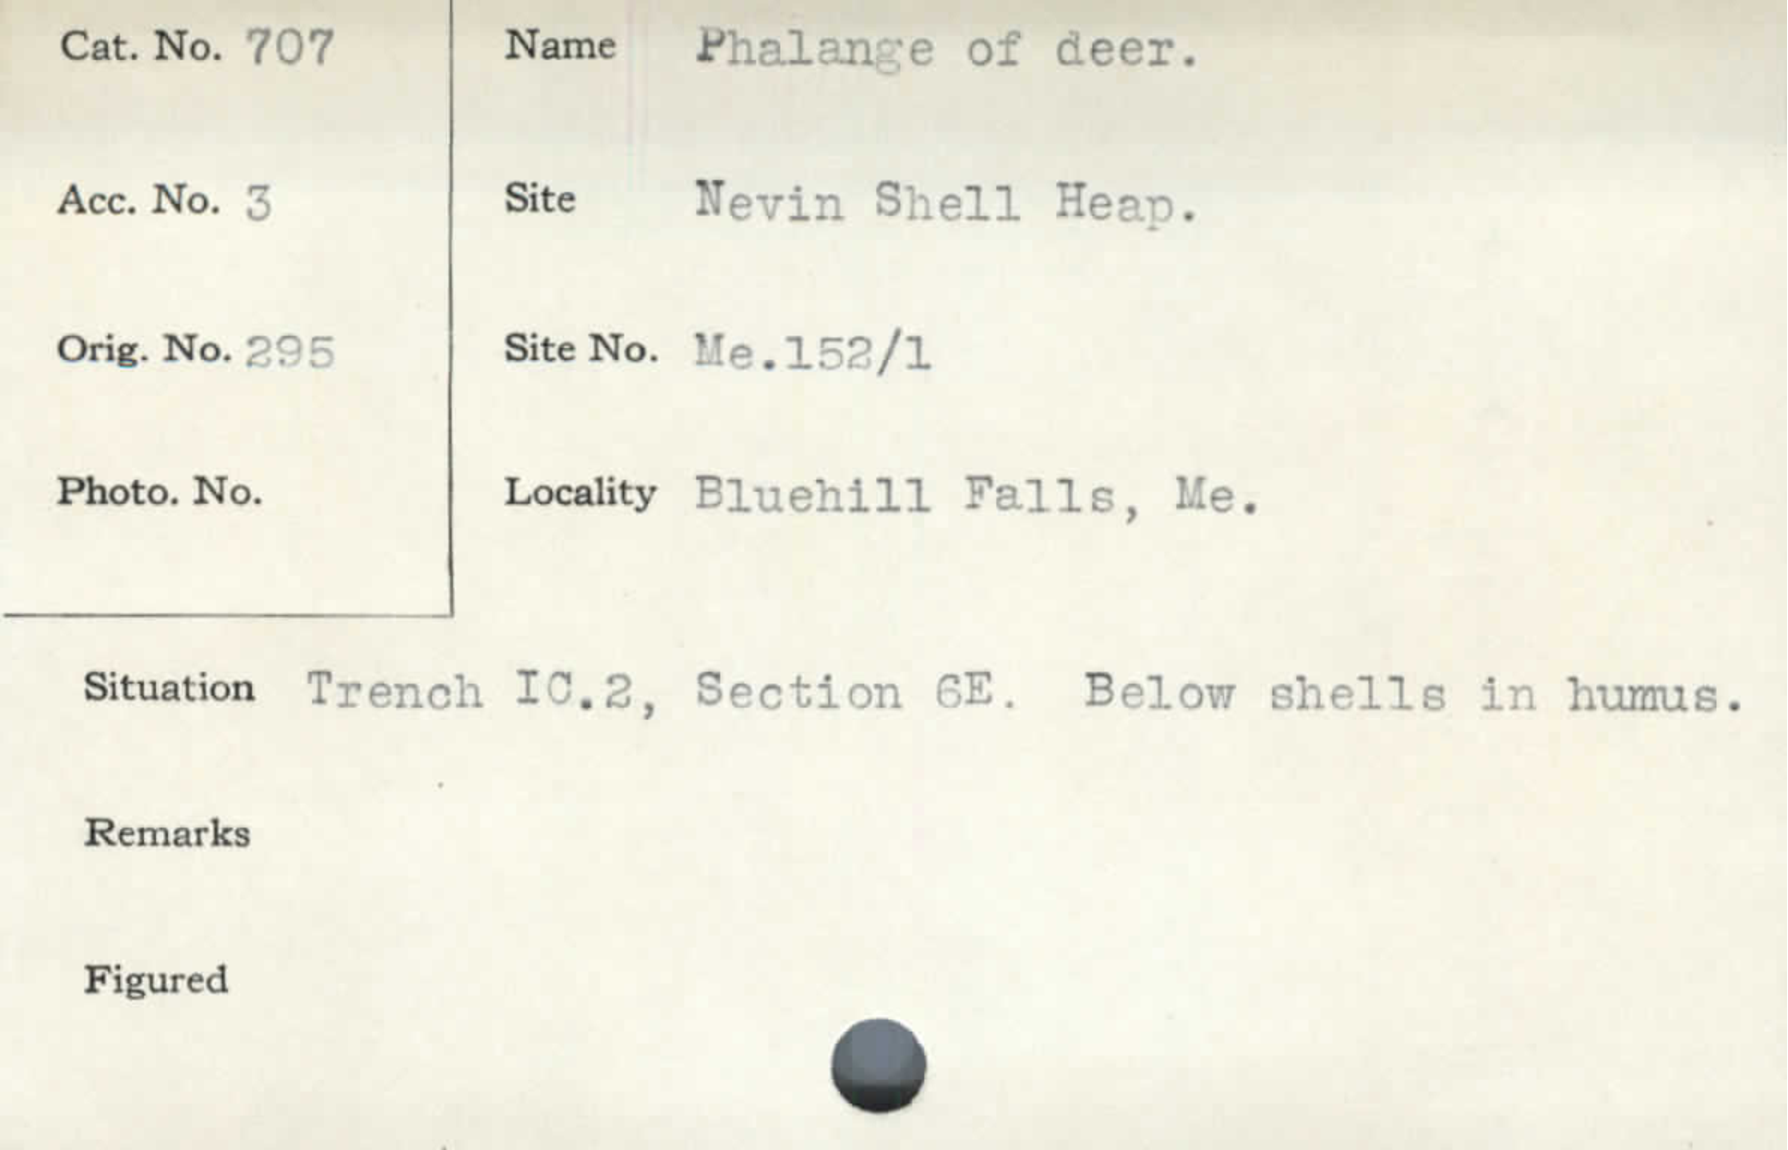 Cat. No. 707
Name Phalange of deer.
Acc. No. 3
Site Nevin Shell Heap.
Orig. No. 295
Site No. Me.152/1
Photo. No.
Locality Bluehill Falls, Me.
Situation Trench IC.2, Section 6E. Below shells in humus.
Remarks
Figured